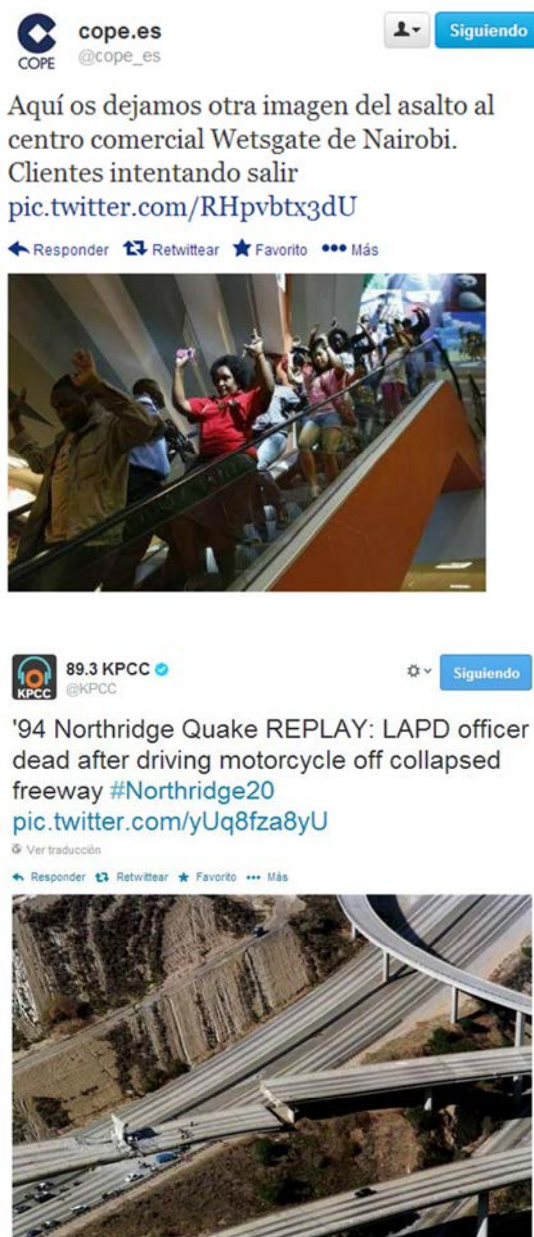 cope.es
@cope_es
COPE
Siguiendo
Aquí os dejamos otra imagen del asalto al
centro comercial Wetsgate de Nairobi.
Clientes intentando salir
pic.twitter.com/RHpvbtx3dU
Responder Retwittear Favorito Más
89.3 KPCC
@KPCC
KPCC
Siguiendo
'94 Northridge Quake REPLAY: LAPD officer
dead after driving motorcycle off collapsed
freeway #Northridge20
pic.twitter.com/yUq8fza8yU
Ver traducción
Responder Retwittear Favorito Más